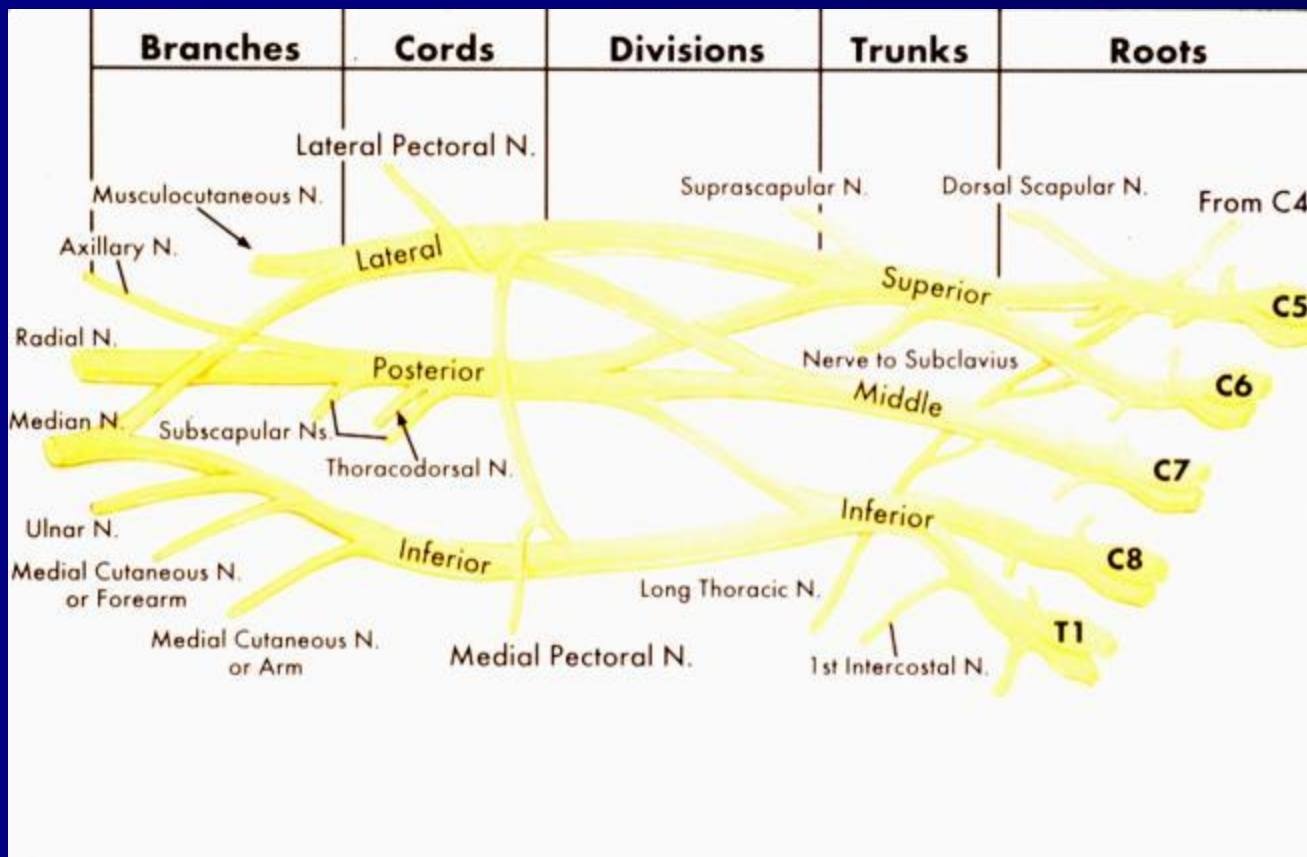 Branches Cords Divisions Trunks Roots
Lateral Pectoral N.
Musculocutaneous N.
Suprascapular N.
Dorsal Scapular N.
From C4
Axillary N.
Lateral
Superior
C5
Radial N.
Posterior
Nerve to Subclavius
Middle
C6
Median N.
Subscapular Ns.
Thoracodorsal N.
C7
Ulnar N.
Inferior
Inferior
C8
Medial Cutaneous N.
or Forearm
Long Thoracic N.
Medial Cutaneous N.
or Arm
Medial Pectoral N.
1st Intercostal N.
T1